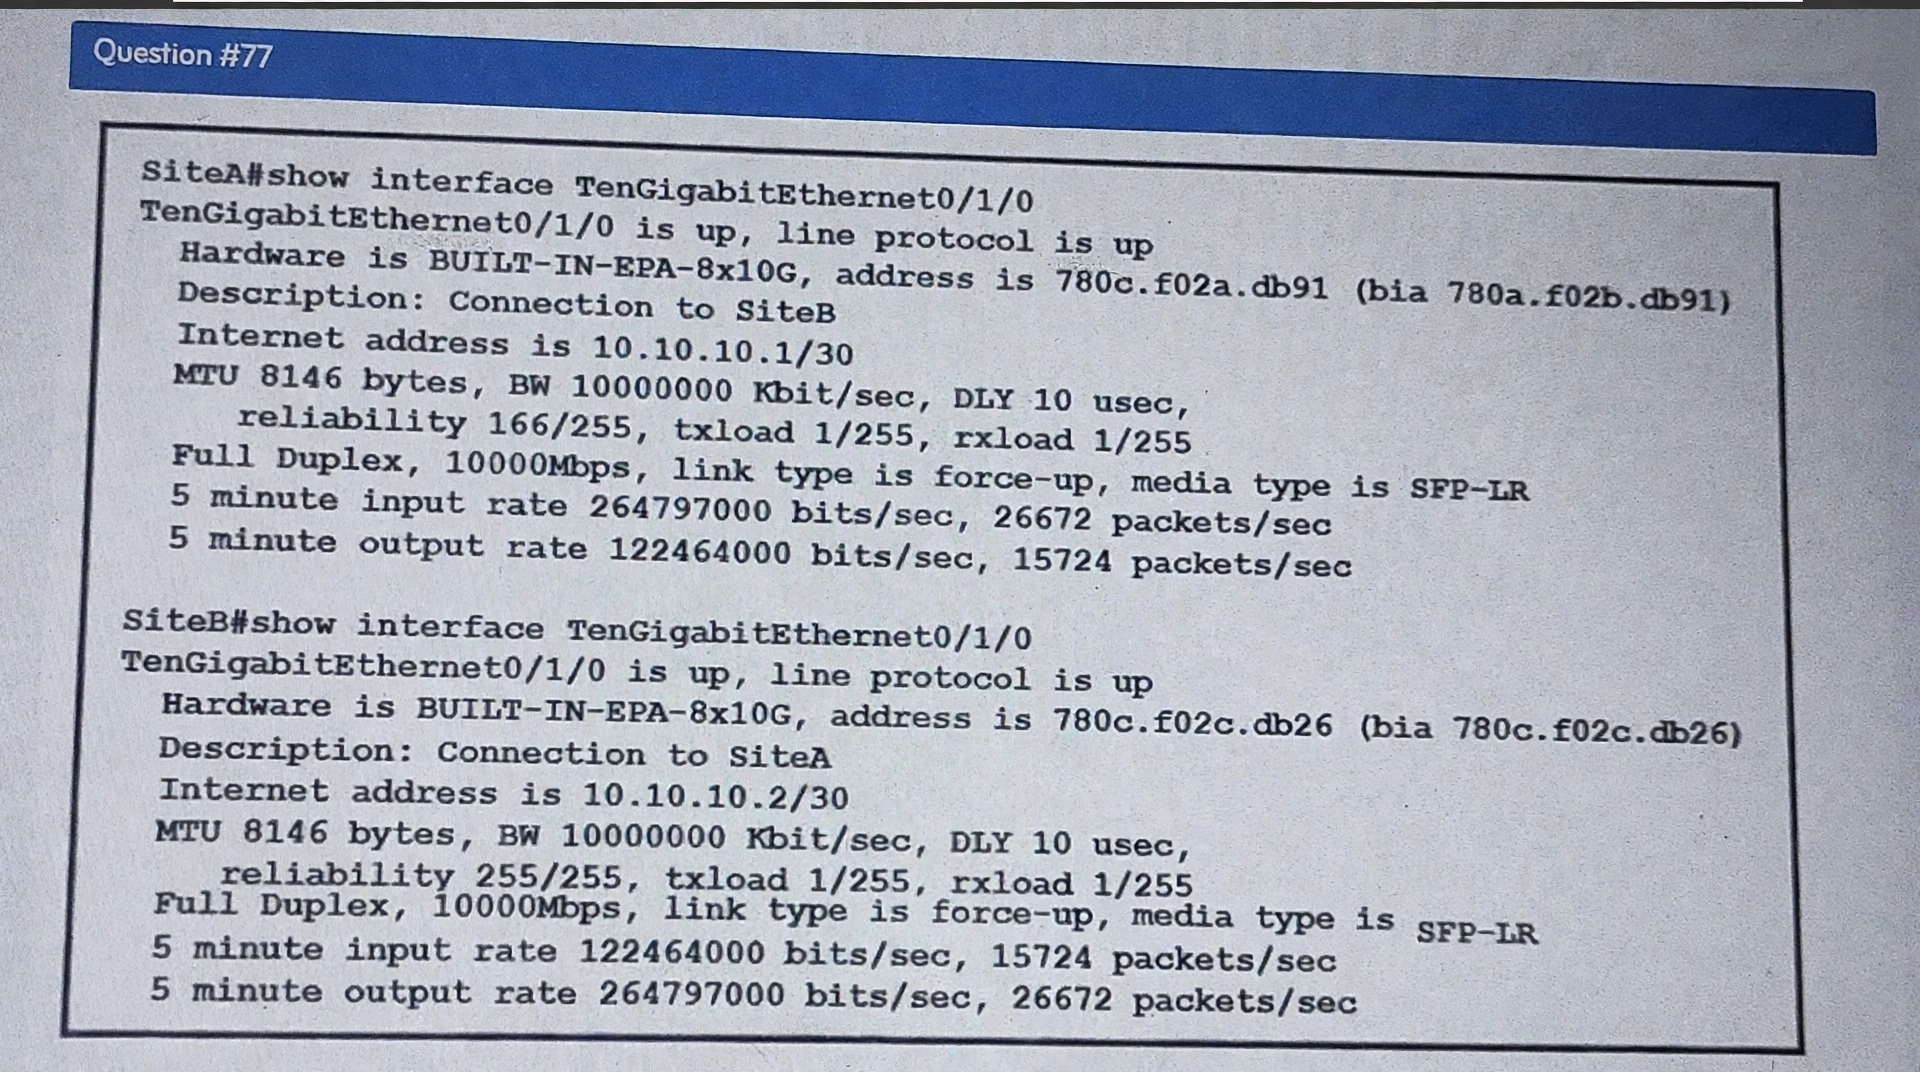 Question #77
SiteA#show interface TenGigabitEthernet0/1/0
TenGigabitEthernet0/1/0 is up, line protocol is up
Hardware is BUILT-IN-EPA-8x10G, address is 780c.f02a.db91 (bia 780a.f02b.db91)
Description: Connection to SiteB
Internet address is 10.10.10.1/30
MTU 8146 bytes, BW 10000000 Kbit/sec, DLY 10 usec,
reliability 166/255, txload 1/255, rxload 1/255
Full Duplex, 10000Mbps, link type is force-up, media type is SFP-LR
5 minute input rate 264797000 bits/sec, 26672 packets/sec
5 minute output rate 122464000 bits/sec, 15724 packets/sec
SiteB#show interface TenGigabitEthernet0/1/0
TenGigabitEthernet0/1/0 is up, line protocol is up
Hardware is BUILT-IN-EPA-8x10G, address is 780c.f02c.db26 (bia 780c.f02c.db26)
Description: Connection to SiteA
Internet address is 10.10.10.2/30
MTU 8146 bytes, BW 10000000 Kbit/sec, DLY 10 usec,
reliability 255/255, txload 1/255, rxload 1/255
Full Duplex, 10000Mbps, link type is force-up, media type is SFP-LR
5 minute input rate 122464000 bits/sec, 15724 packets/sec
5 minute output rate 264797000 bits/sec, 26672 packets/sec